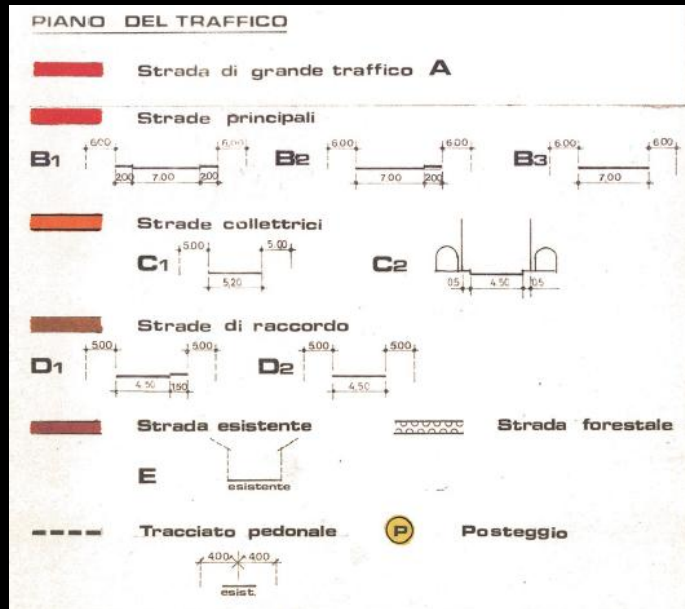 PIANO DEL TRAFFICO
Strada di grande traffico A
Strade principali
6.00 6.00 6.00 6.00 6.00 6.00
B1 B2 B3
2.00 7.00 2.00 7.00 2.00 7.00
Strade collettrici
5.00 5.00
C1 C2
5,20 0.5 4.50 0.5
Strade di raccordo
5.00 5.00 5.00 5.00
D1 D2
4.50 1.50 4.50
Strada esistente Strada forestale
E
esistente
Tracciato pedonale P Posteggio
4.00 4.00
esist.